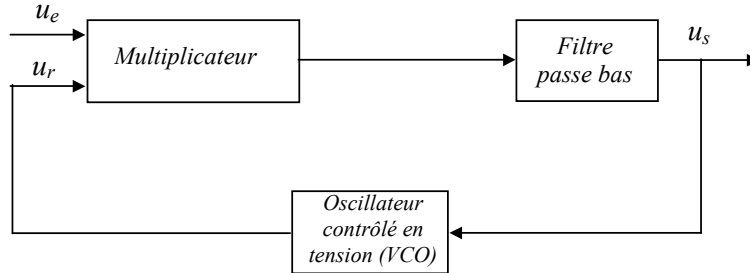 u_e
Multiplicateur
u_r
Filtre
passe bas
u_s
Oscillateur
contrôlé en
tension (VCO)